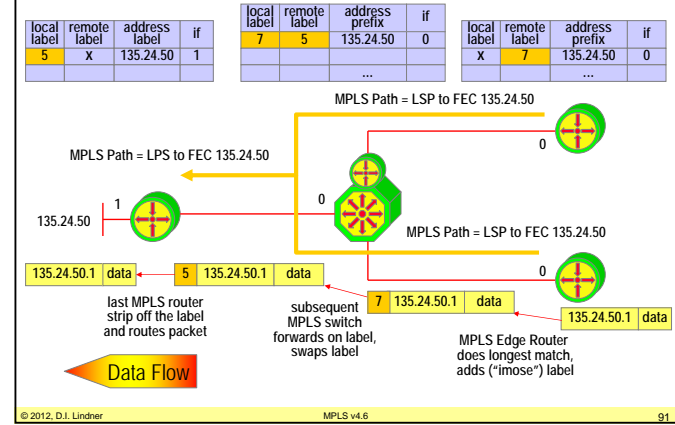 local label remote label address label if
5 x 135.24.50 1
local label remote label address prefix if
7 5 135.24.50 0
...
local label remote label address prefix if
x 7 135.24.50 0
...
MPLS Path = LSP to FEC 135.24.50
0
MPLS Path = LPS to FEC 135.24.50
1
0
135.24.50
MPLS Path = LSP to FEC 135.24.50
0
135.24.50.1 data
5 135.24.50.1 data
7 135.24.50.1 data
135.24.50.1 data
last MPLS router
strip off the label
and routes packet
subsequent
MPLS switch
forwards on label,
swaps label
MPLS Edge Router
does longest match,
adds ("imose") label
Data Flow
© 2012, D.I. Lindner
MPLS v4.6
91